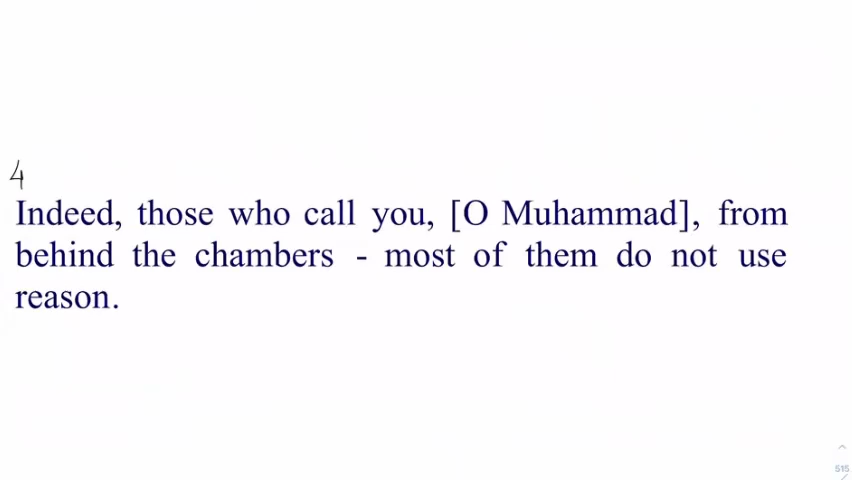 4
Indeed, those who call you, [O Muhammad], from
behind the chambers - most of them do not use
reason.
515